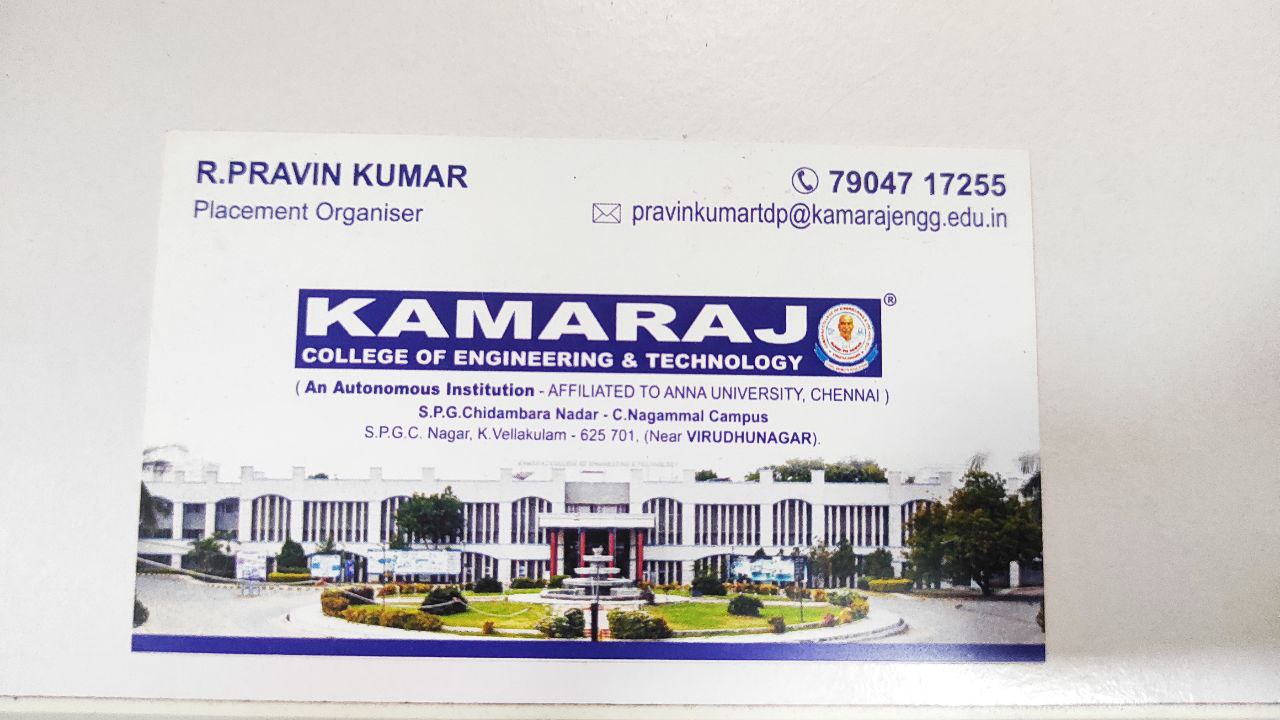 R.PRAVIN KUMAR
Placement Organiser
79047 17255
pravinkumartdp@kamarajengg.edu.in
KAMARAJ ®
COLLEGE OF ENGINEERING & TECHNOLOGY
( An Autonomous Institution - AFFILIATED TO ANNA UNIVERSITY, CHENNAI )
S.P.G.Chidambara Nadar - C.Nagammal Campus
S.P.G.C. Nagar, K.Vellakulam - 625 701. (Near VIRUDHUNAGAR).